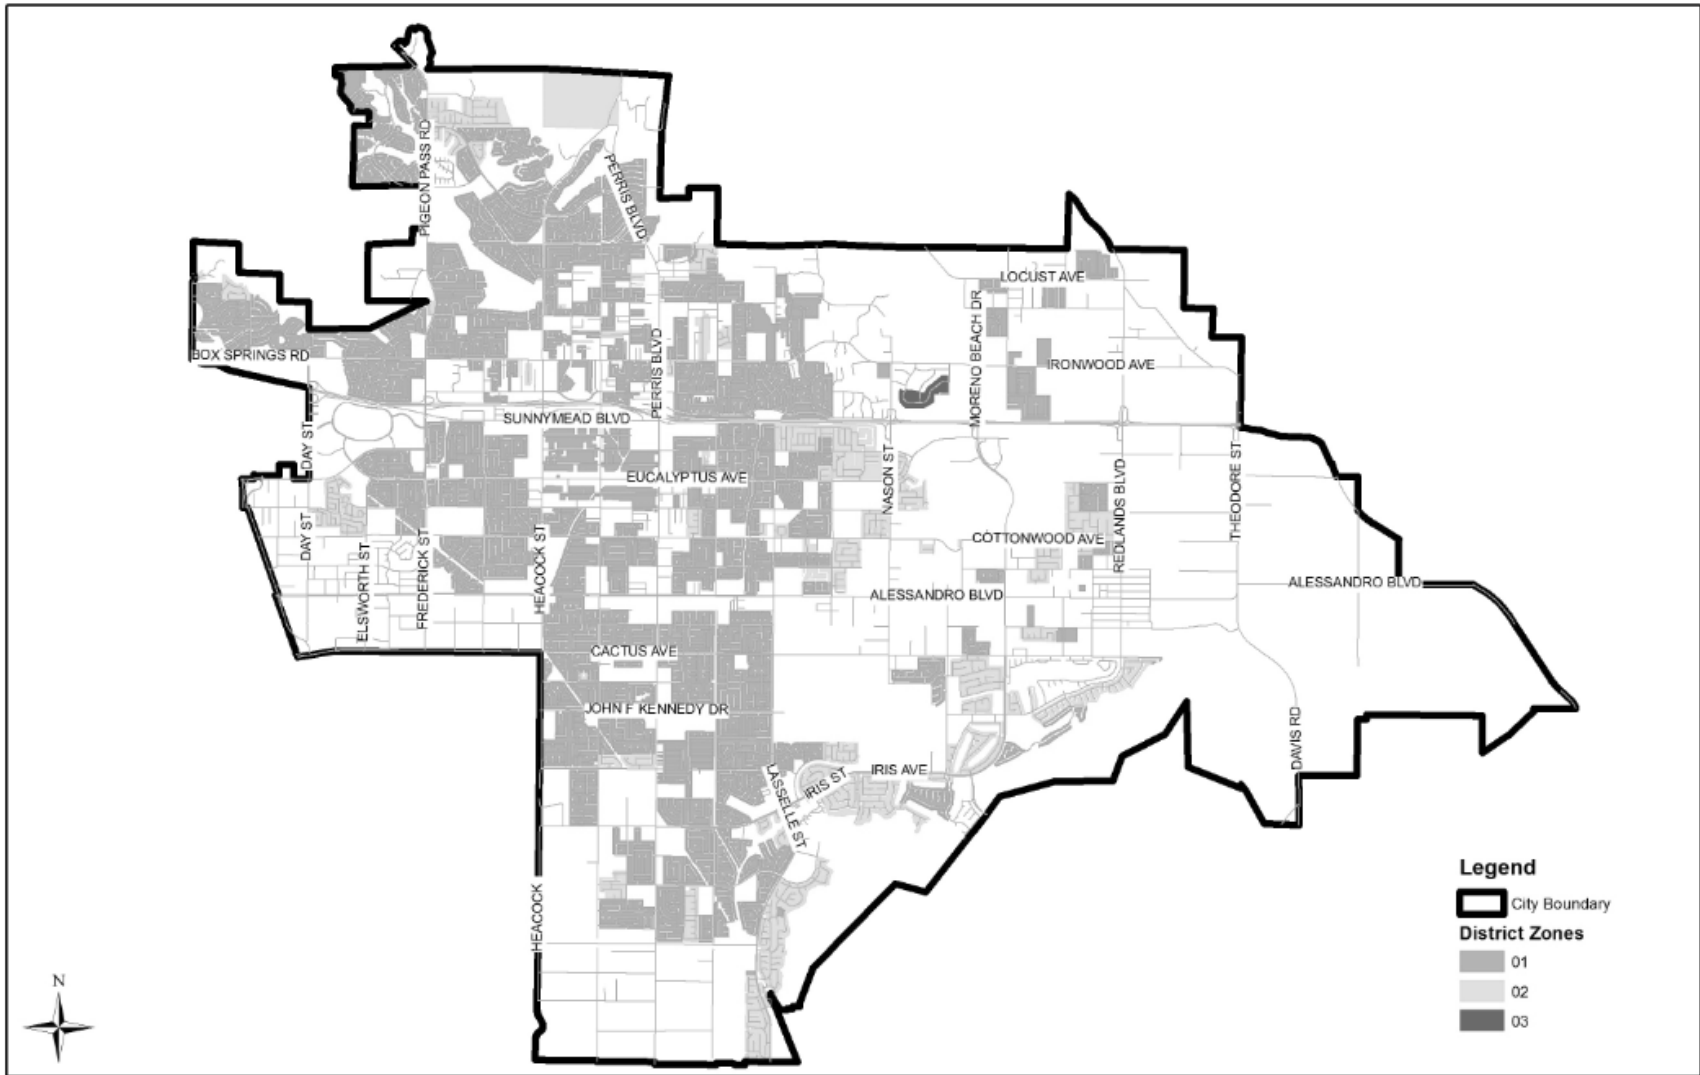 PIGEON PASS RD
PERRIS BLVD
LOCUST AVE
MORENO BEACH DR
BOX SPRINGS RD
PERRIS BLVD
IRONWOOD AVE
SUNNYMEAD BLVD
DAY ST
EUCALYPTUS AVE
NASON ST
REDLANDS BLVD
THEODORE ST
DAY ST
ELSWORTH ST
FREDERICK ST
HEACOCK ST
COTTONWOOD AVE
ALESSANDRO BLVD
ALESSANDRO BLVD
CACTUS AVE
JOHN F KENNEDY DR
DAVIS RD
LASSELLE ST
IRIS ST
IRIS AVE
HEACOCK
Legend
City Boundary
District Zones
01
02
03
N